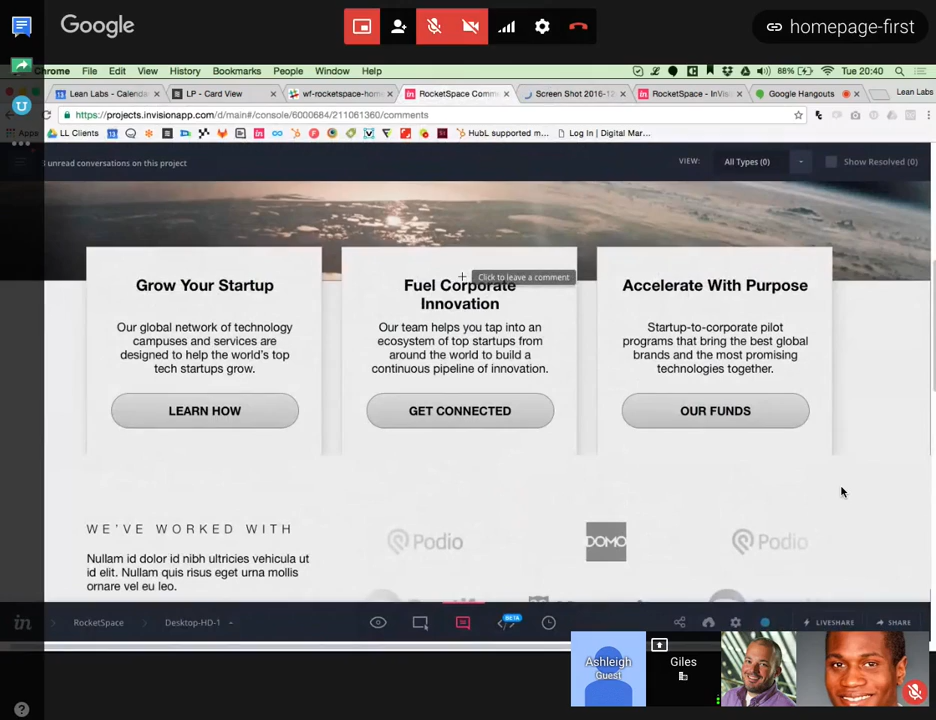 Google
homepage-first
Chrome File Edit View History Bookmarks People Window Help
88% Tue 20:40
Lean Labs - Calenda
LP - Card View
wf-rocketspace-hom
RocketSpace Comm
Screen Shot 2016-12
RocketSpace - InVis
Google Hangouts
Lean Labs
https://projects.invisionapp.com/d/main#/console/6000684/211061360/comments
LL Clients
HubL supported m...
Log In | Digital Mar...
unread conversations on this project
VIEW:
All Types (0)
Show Resolved (0)
Click to leave a comment
Grow Your Startup
Our global network of technology
campuses and services are
designed to help the world's top
tech startups grow.
LEARN HOW
Fuel Corporate
Innovation
Our team helps you tap into an
ecosystem of top startups from
around the world to build a
continuous pipeline of innovation.
GET CONNECTED
Accelerate With Purpose
Startup-to-corporate pilot
programs that bring the best global
brands and the most promising
technologies together.
OUR FUNDS
WE'VE WORKED WITH
Nullam id dolor id nibh ultricies vehicula ut
id elit. Nullam quis risus eget urna mollis
ornare vel eu leo.
Podio
DOMO
Podio
in
RocketSpace
Desktop-HD-1
BETA
LIVESHARE
SHARE
Ashleigh
Guest
Giles